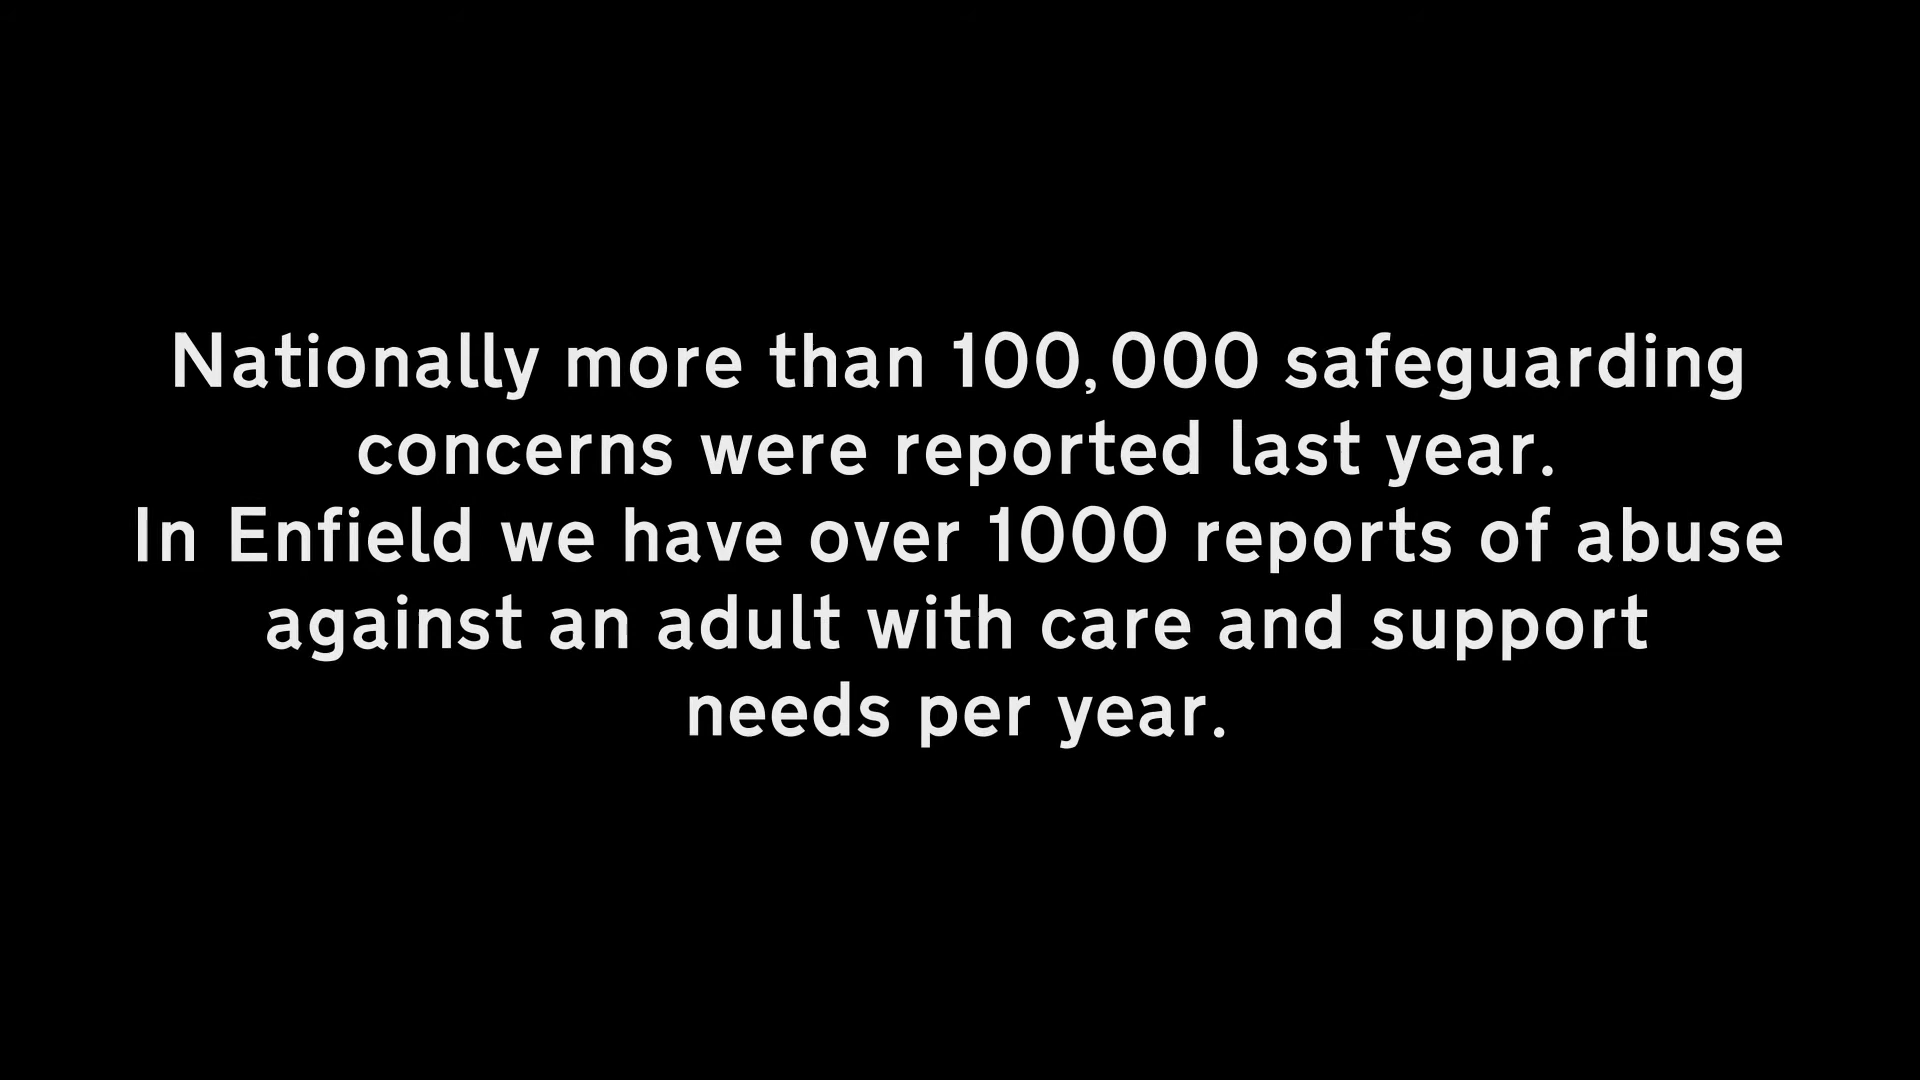 Nationally more than 100,000 safeguarding
concerns were reported last year.
In Enfield we have over 1000 reports of abuse
against an adult with care and support
needs per year.